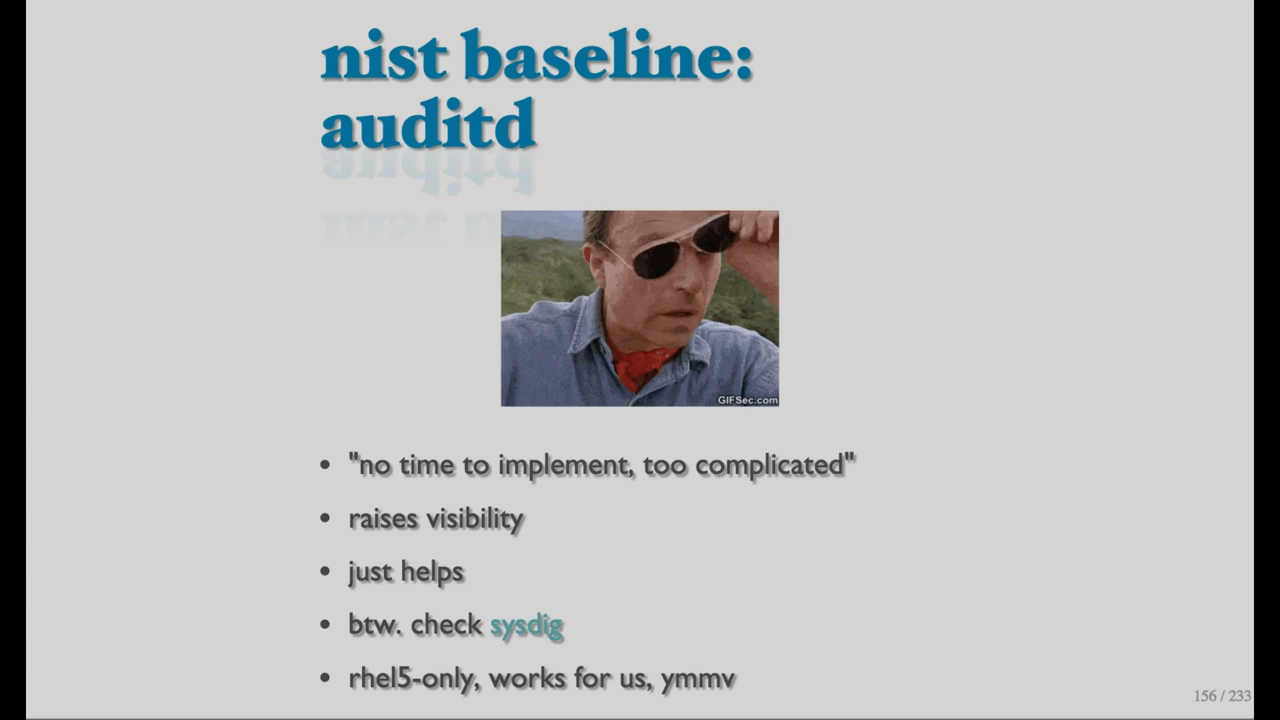 nist baseline:
auditd
GIFSec.com
"no time to implement, too complicated"
raises visibility
just helps
btw. check sysdig
rhel5-only, works for us, ymmv
156 / 233